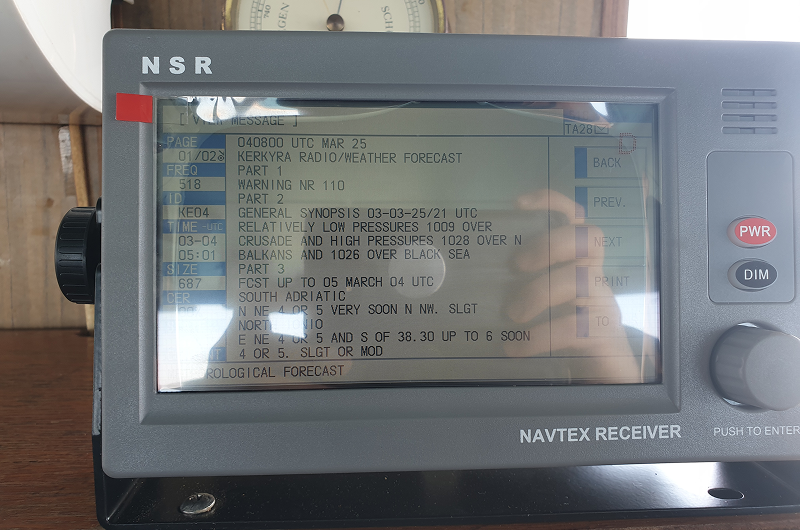 NSR
MESSAGE ]
PAGE
01/02
FREQ
518
ID
KE04
TIME -UTC
03-04
05:01
SIZE
687
CER
040800 UTC MAR 25
KERKYRA RADIO/WEATHER FORECAST
PART 1
WARNING NR 110
PART 2
GENERAL SYNOPSIS 03-03-25/21 UTC
RELATIVELY LOW PRESSURES 1009 OVER
CRUSADE AND HIGH PRESSURES 1028 OVER N
BALKANS AND 1026 OVER BLACK SEA
PART 3
FCST UP TO 05 MARCH 04 UTC
SOUTH ADRIATIC
N NE 4 OR 5 VERY SOON N NW. SLGT
E NE 4 OR 5 AND S OF 38.30 UP TO 6 SOON
4 OR 5. SLGT OR MOD
ROLOGICAL FORECAST
BACK
PREV.
NEXT
PRINT
TO
PWR
DIM
NAVTEX RECEIVER
PUSH TO ENTER